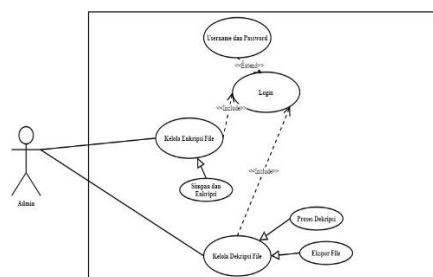 Username dan Password
<<Extend>>
Login
<<Include>>
Kelola Enkripsi File
Simpan dan
Enkripsi
<<Include>>
Admin
Proses Dekripsi
Kelola Dekripsi File
Ekspor File